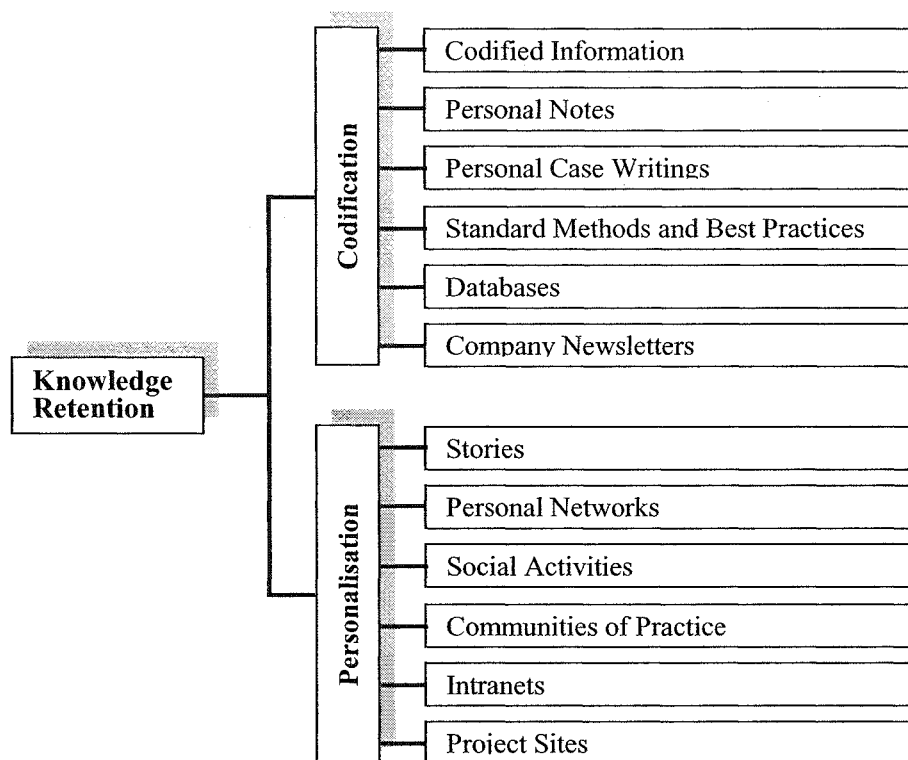 Knowledge
Retention
Codification
Codified Information
Personal Notes
Personal Case Writings
Standard Methods and Best Practices
Databases
Company Newsletters
Personalisation
Stories
Personal Networks
Social Activities
Communities of Practice
Intranets
Project Sites